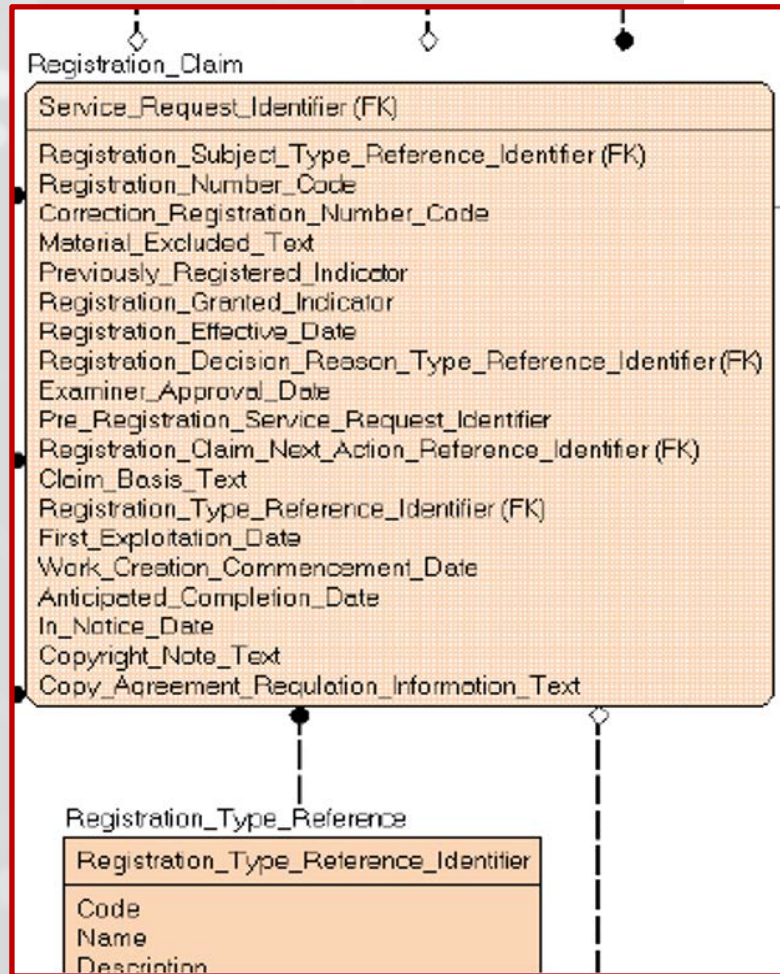 Registration_Claim
Service_Request_Identifier (FK)
Registration_Subject_Type_Reference_Identifier (FK)
Registration_Number_Code
Correction_Registration_Number_Code
Material_Excluded_Text
Previously_Registered_Indicator
Registration_Granted_Indicator
Registration_Effective_Date
Registration_Decision_Reason_Type_Reference_Identifier (FK)
Examiner_Approval_Date
Pre_Registration_Service_Request_Identifier
Registration_Claim_Next_Action_Reference_Identifier (FK)
Claim_Basis_Text
Registration_Type_Reference_Identifier (FK)
First_Exploitation_Date
Work_Creation_Commencement_Date
Anticipated_Completion_Date
In_Notice_Date
Copyright_Note_Text
Copy_Agreement_Regulation_Information_Text
Registration_Type_Reference
Registration_Type_Reference_Identifier
Code
Name
Description